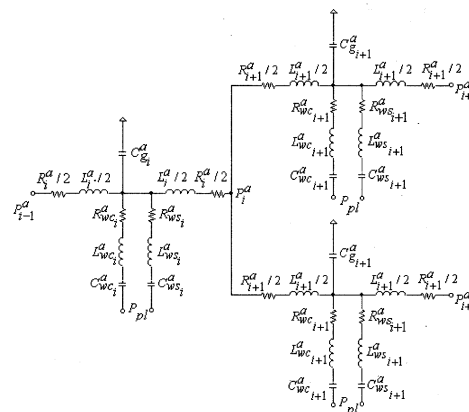 C^a_{g_{i+1}}
R^a_{i+1}/2 L^a_{i+1}/2 L^a_{i+1}/2 R^a_{i+1}/2
R^a_{wc_{i+1}} R^a_{ws_{i+1}} P^a_{i+
L^a_{wc_{i+1}} L^a_{ws_{i+1}}
C^a_{wc_{i+1}} C^a_{ws_{i+1}}
P_{pl}
C^a_{g_i}
R^a_i/2 L^a_i/2 L^a_i/2 R^a_i/2
P^a_{i-1} P^a_i
R^a_{wc_i} R^a_{ws_i}
L^a_{wc_i} L^a_{ws_i}
C^a_{wc_i} C^a_{ws_i}
P_{pl}
C^a_{g_{i+1}}
R^a_{i+1}/2 L^a_{i+1}/2 L^a_{i+1}/2 R^a_{i+1}/2
R^a_{wc_{i+1}} R^a_{ws_{i+1}} P^a_{i+
L^a_{wc_{i+1}} L^a_{ws_{i+1}}
C^a_{wc_{i+1}} C^a_{ws_{i+1}}
P_{pl}